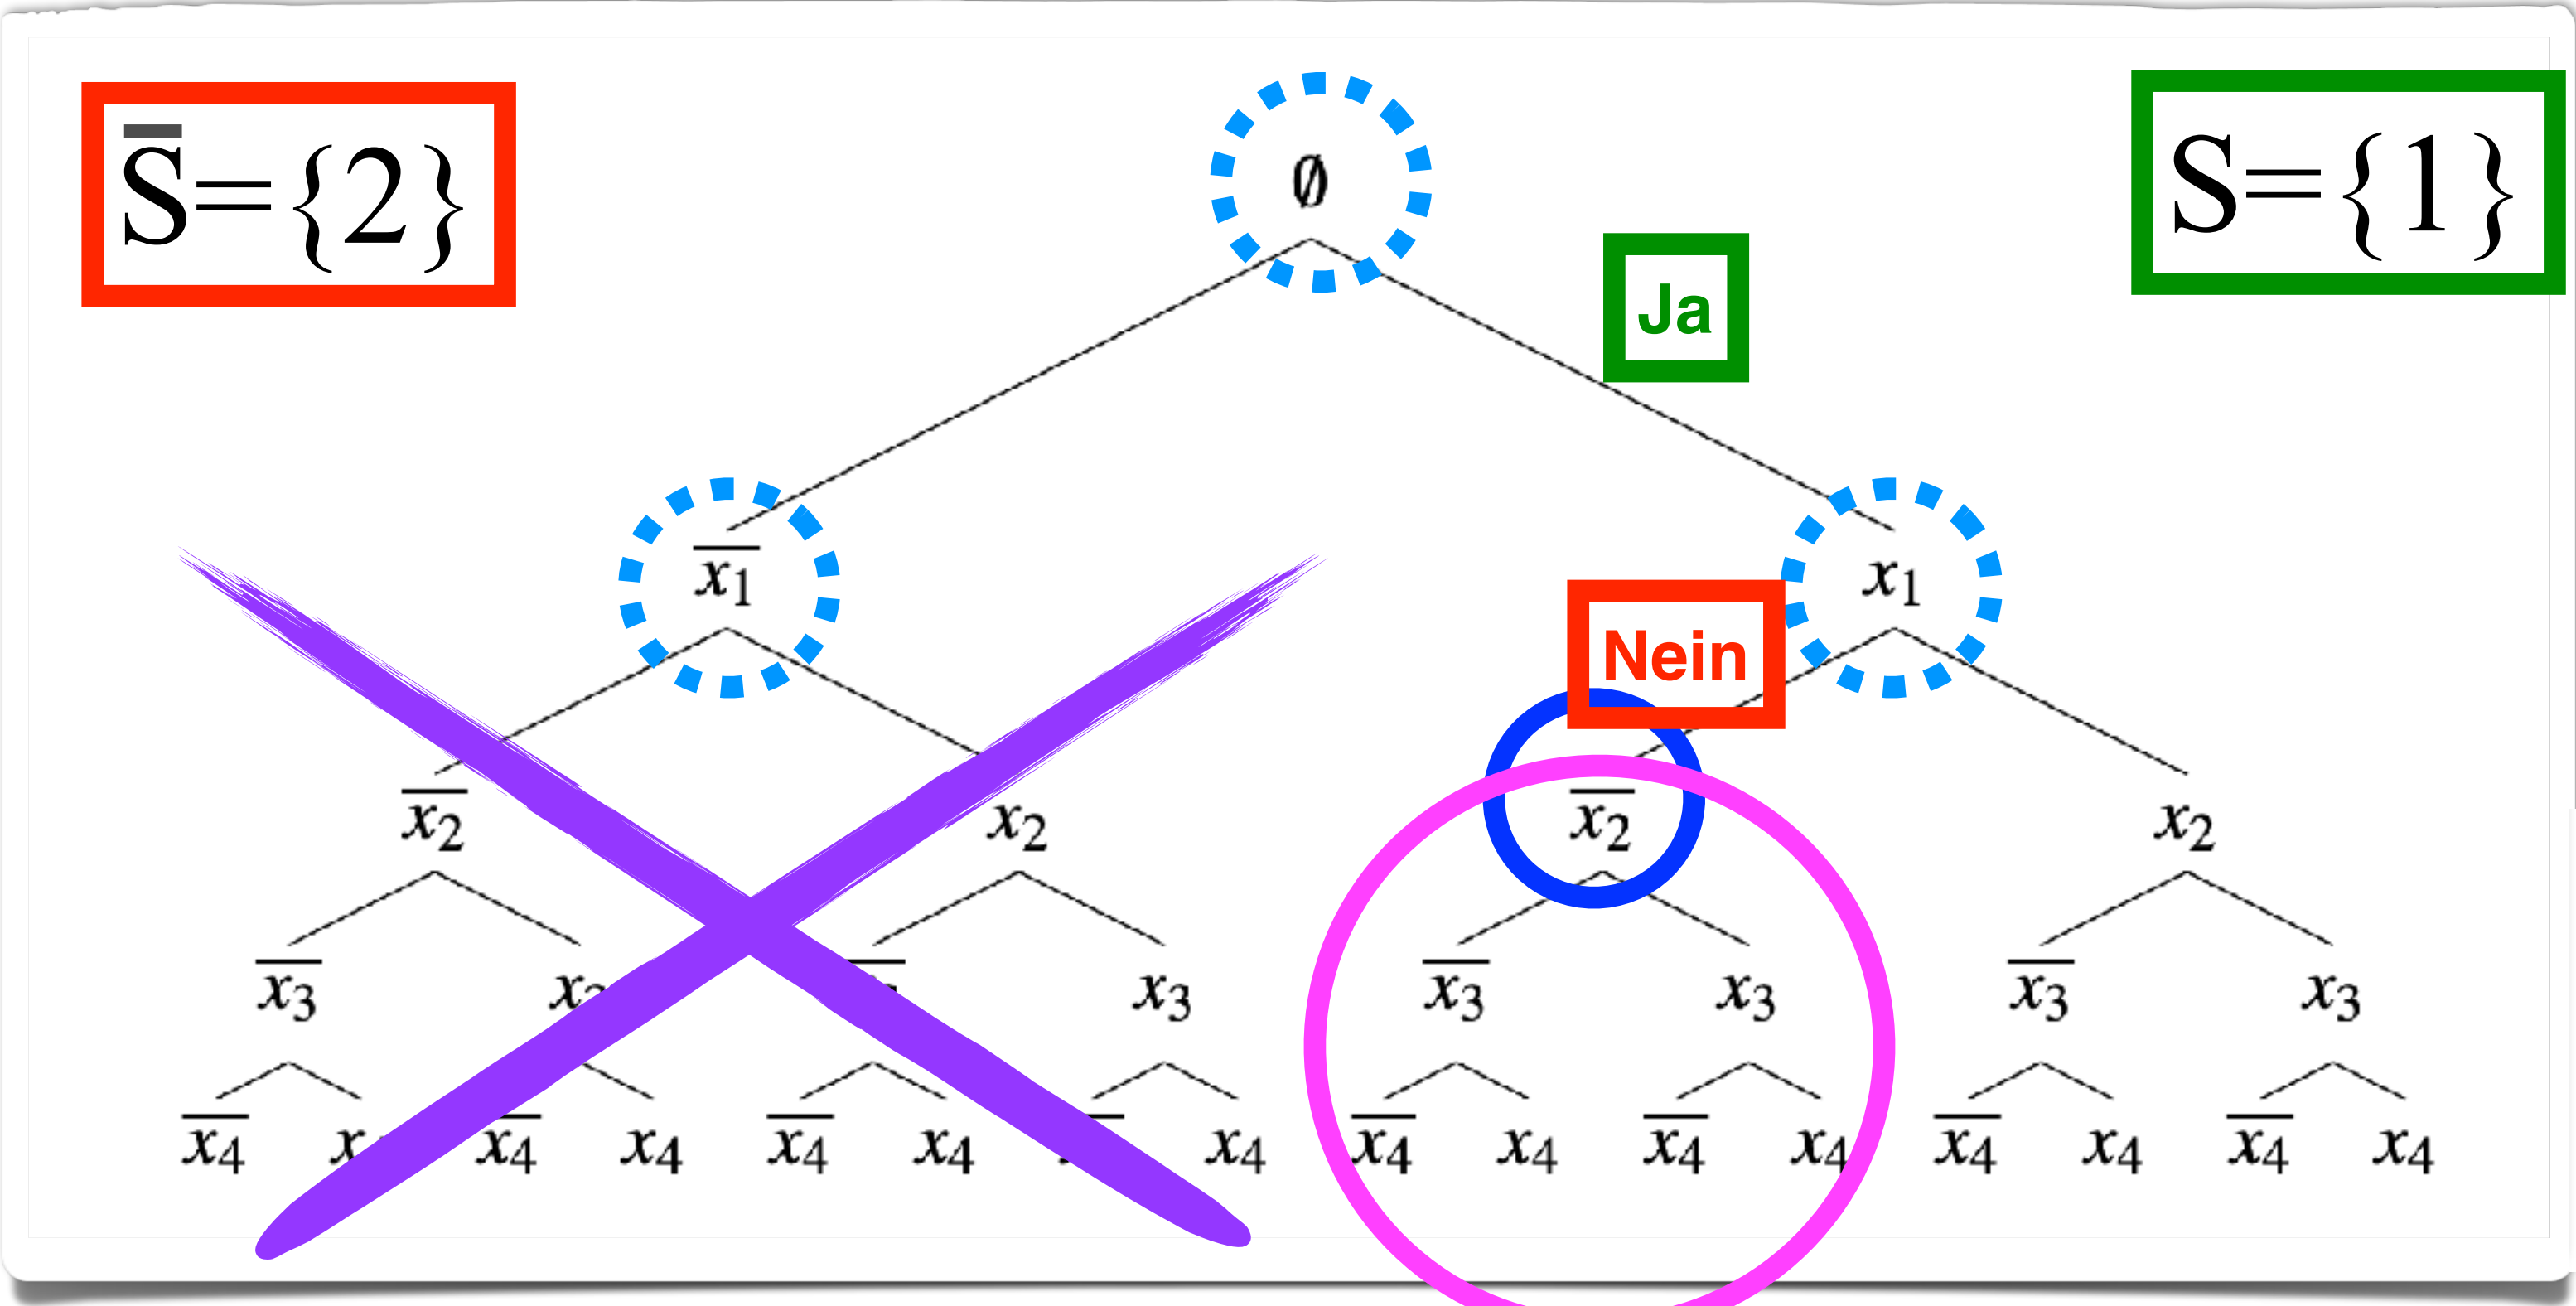 S̅={2}
∅
S={1}
Ja
x̅₁
x₁
Nein
x̅₂
x₂
x̅₂
x₂
x̅₃
x₃
x̅₃
x₃
x̅₃
x₃
x̅₄
x̅₄
x₄
x̅₄
x₄
x₄
x̅₄
x₄
x̅₄
x₄
x̅₄
x₄
x̅₄
x₄